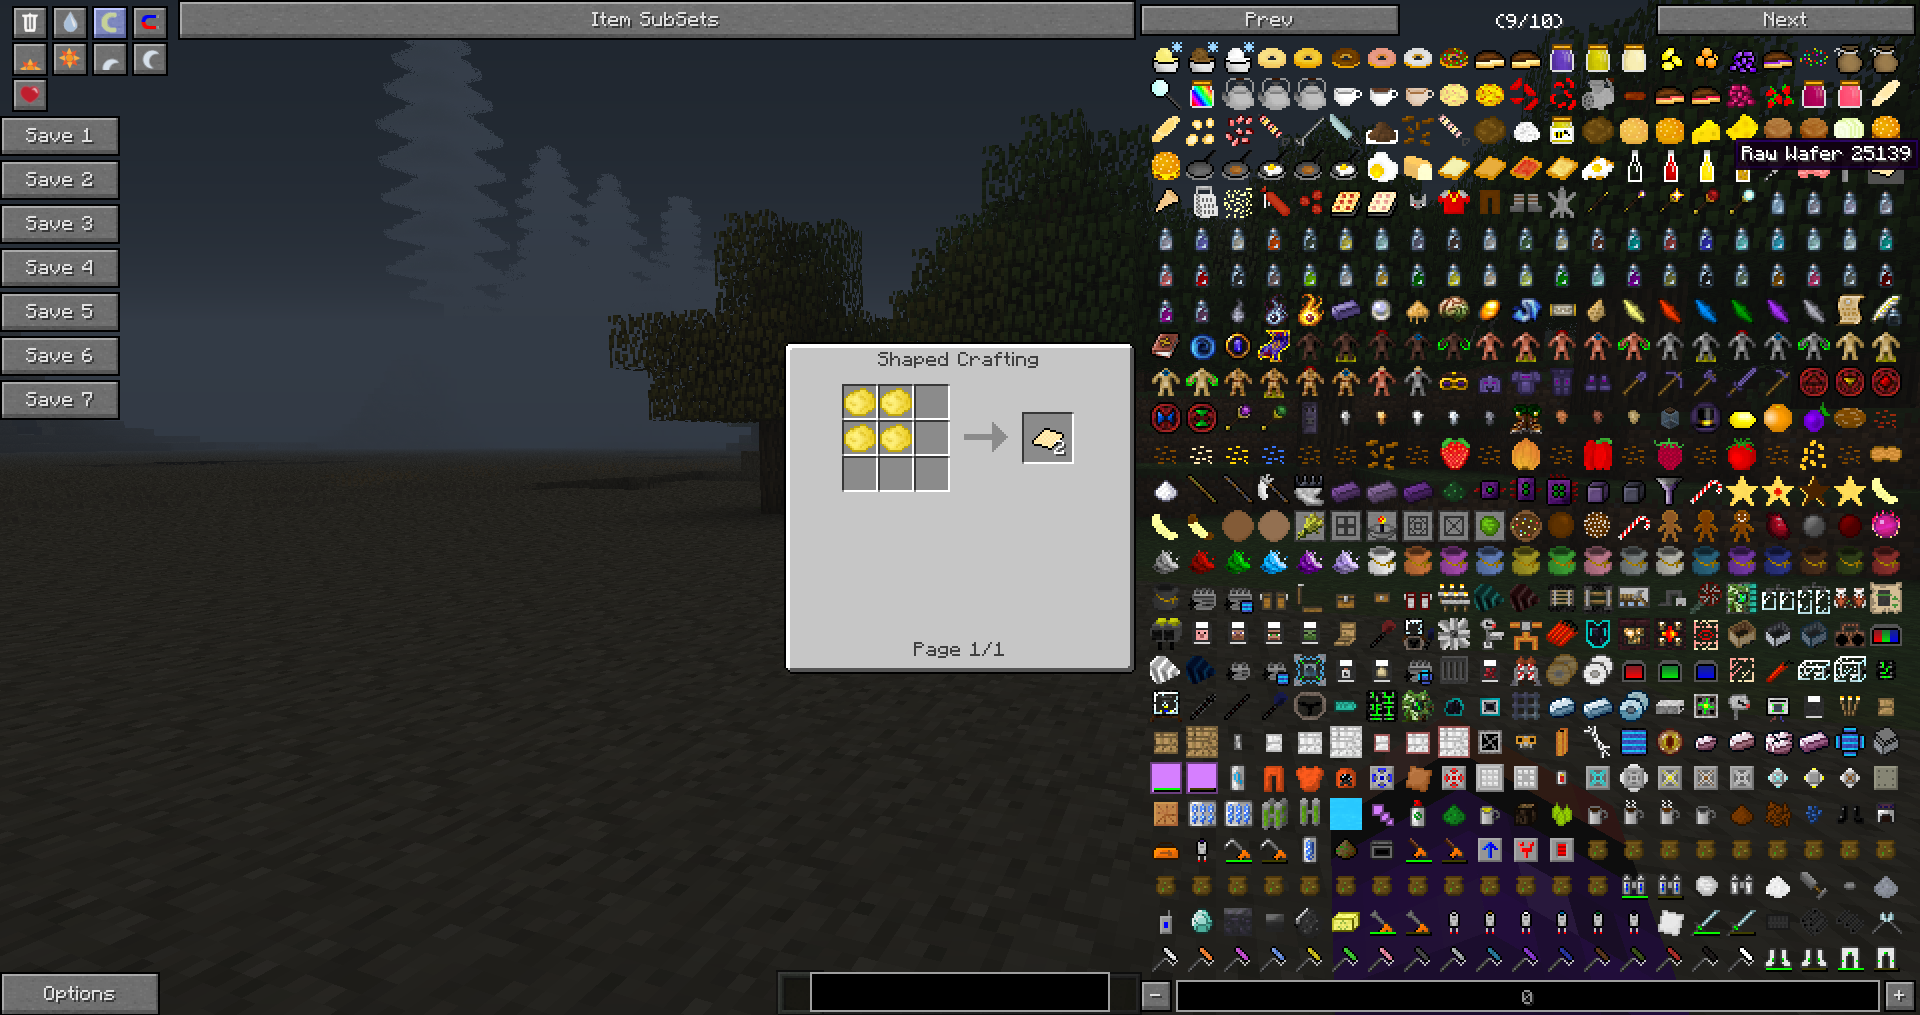 Item SubSets
Prev
(9/10)
Next
Save 1
Save 2
Save 3
Save 4
Save 5
Save 6
Save 7
Raw Wafer 25139
Shaped Crafting
2
Page 1/1
Options
-
0
+